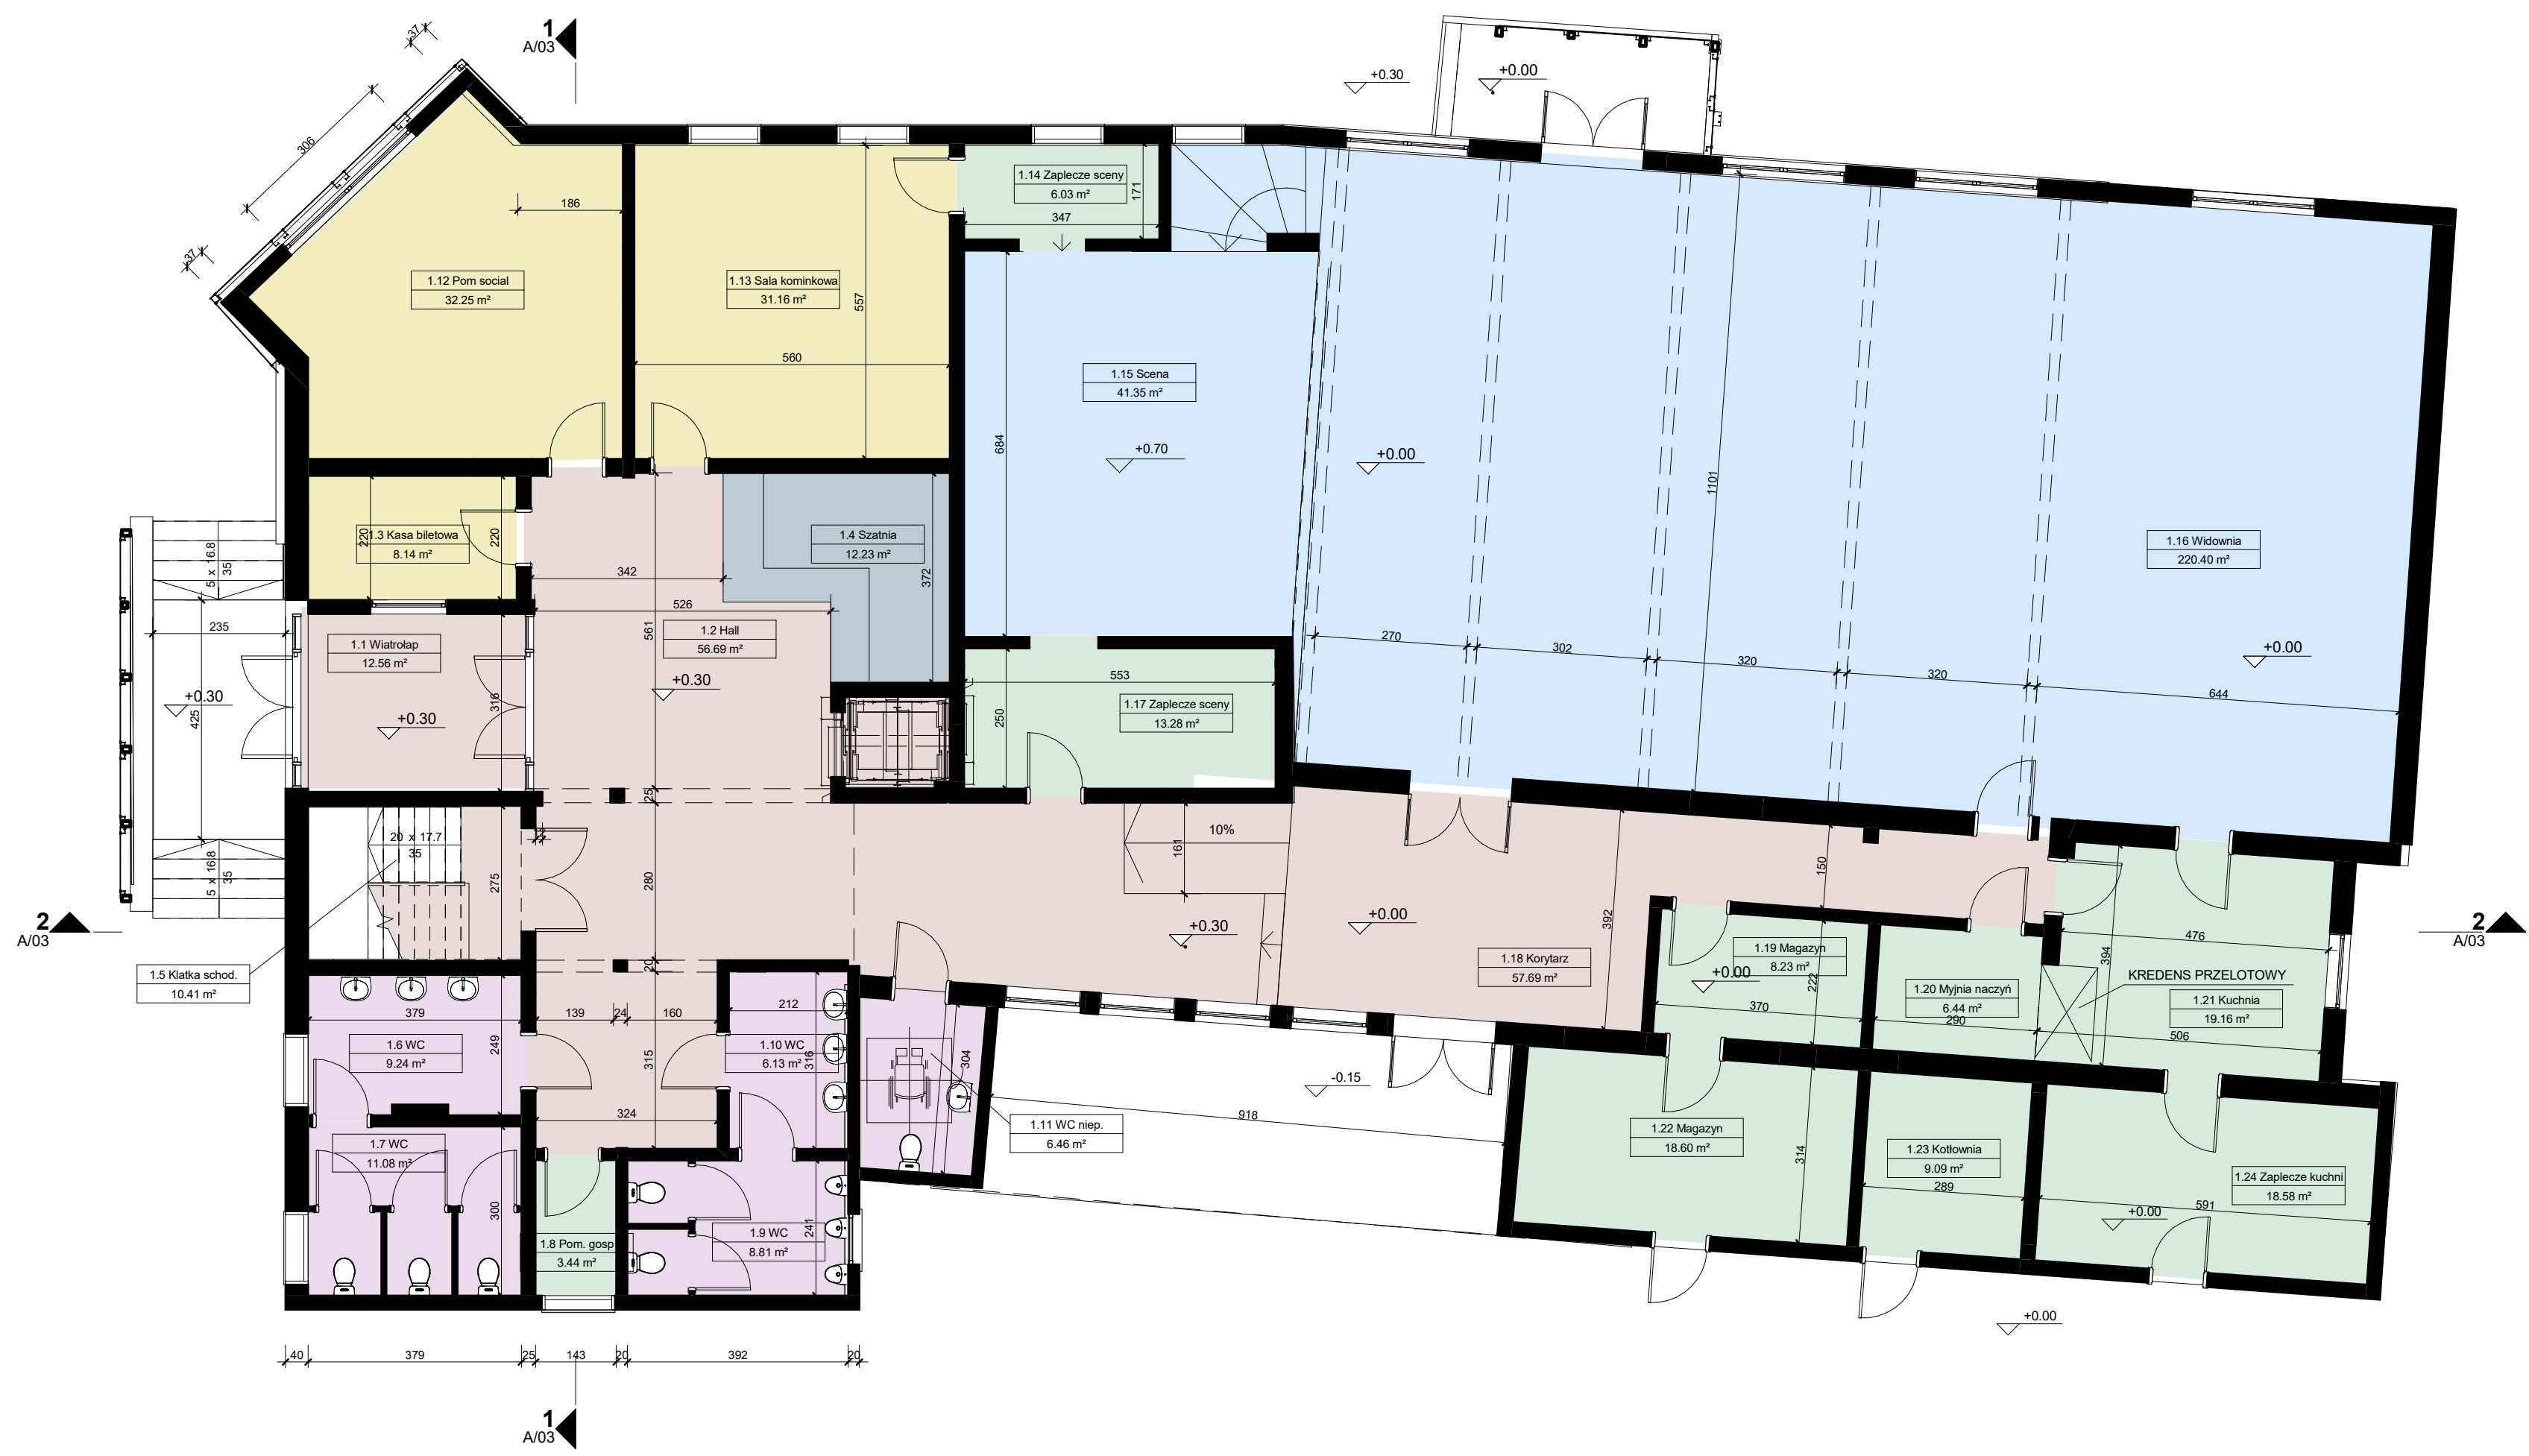 1
A/03
37
306
37
+0.30
+0.00
186
1.12 Pom social
32.25 m²
1.13 Sala kominkowa
31.16 m²
557
560
1.14 Zaplecze sceny
6.03 m²
171
347
1.15 Scena
41.35 m²
684
+0.70
+0.00
1101
1.16 Widownia
220.40 m²
+0.00
270
302
320
320
644
1.3 Kasa biletowa
8.14 m²
220
220
342
526
561
1.4 Szatnia
12.23 m²
372
1.2 Hall
56.69 m²
+0.30
5 x 16.8
35
235
+0.30
425
1.1 Wiatrołap
12.56 m²
316
+0.30
553
1.17 Zaplecze sceny
13.28 m²
250
25
5 x 16.8
35
20 x 17.7
35
275
280
10%
161
150
392
2
A/03
+0.30
+0.00
1.18 Korytarz
57.69 m²
1.19 Magazyn
8.23 m²
+0.00
222
370
1.20 Myjnia naczyń
6.44 m²
290
394
476
KREDENS PRZELOTOWY
1.21 Kuchnia
19.16 m²
506
2
A/03
1.5 Klatka schod.
10.41 m²
20
379
139
24
160
212
1.6 WC
9.24 m²
249
315
1.10 WC
6.13 m²
316
304
324
-0.15
918
1.11 WC niep.
6.46 m²
1.7 WC
11.08 m²
300
1.8 Pom. gosp
3.44 m²
1.9 WC
8.81 m²
241
1.22 Magazyn
18.60 m²
314
1.23 Kotłownia
9.09 m²
289
1.24 Zaplecze kuchni
18.58 m²
591
+0.00
+0.00
40
379
25
143
20
392
20
1
A/03